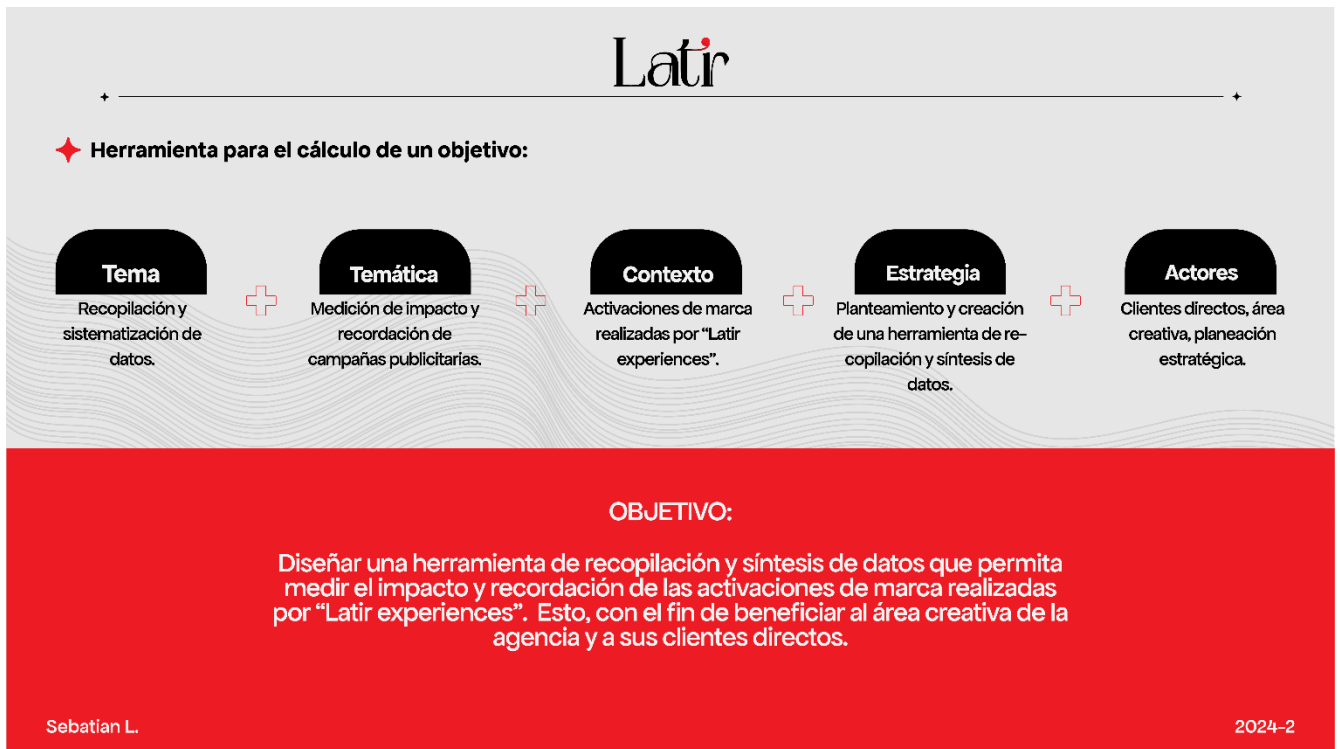 Latir
Herramienta para el cálculo de un objetivo:
Tema
Recopilación y
sistematización de
datos.
Temática
Medición de impacto y
recordación de
campañas publicitarias.
Contexto
Activaciones de marca
realizadas por “Latir
experiences”.
Estrategia
Planteamiento y creación
de una herramienta de re-
copilación y síntesis de
datos.
Actores
Clientes directos, área
creativa, planeación
estratégica.
OBJETIVO:
Diseñar una herramienta de recopilación y síntesis de datos que permita
medir el impacto y recordación de las activaciones de marca realizadas
por “Latir experiences”. Esto, con el fin de beneficiar al área creativa de la
agencia y a sus clientes directos.
Sebatían L.
2024-2